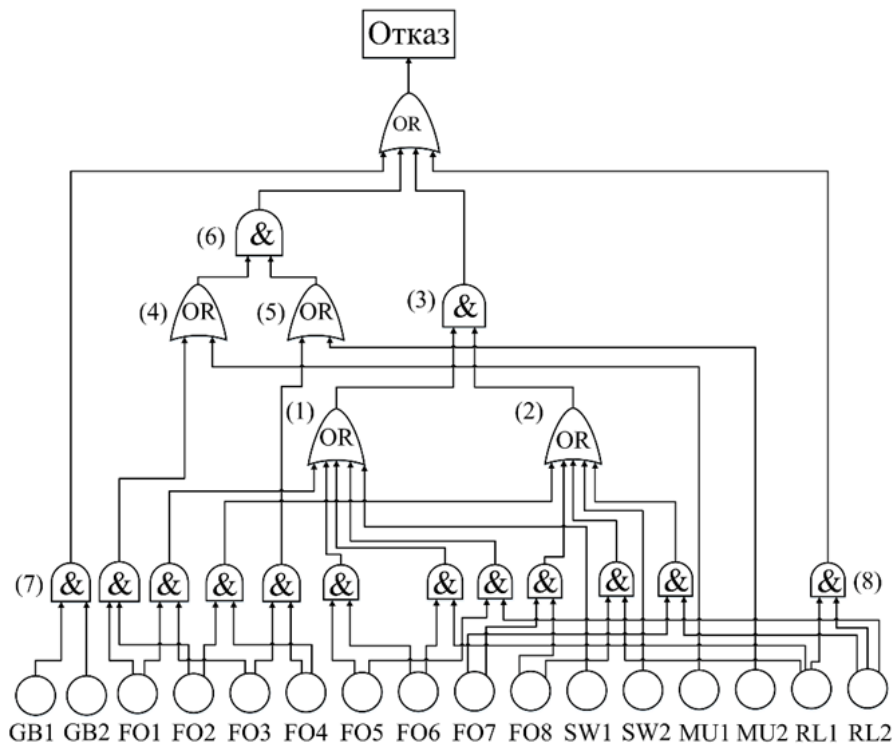 Отказ
OR
(6) &
(4) OR (5) OR (3) &
(1) OR (2) OR
(7) & & & & & & & & & & & & (8)
GB1 GB2 FO1 FO2 FO3 FO4 FO5 FO6 FO7 FO8 SW1 SW2 MU1 MU2 RL1 RL2